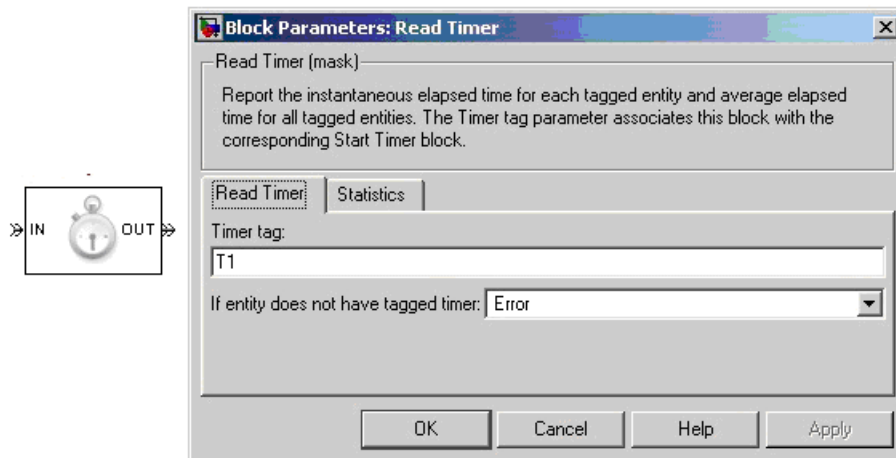 Block Parameters: Read Timer
Read Timer (mask)
Report the instantaneous elapsed time for each tagged entity and average elapsed
time for all tagged entities. The Timer tag parameter associates this block with the
corresponding Start Timer block.
IN OUT
Read Timer Statistics
Timer tag:
T1
If entity does not have tagged timer: Error
OK Cancel Help Apply